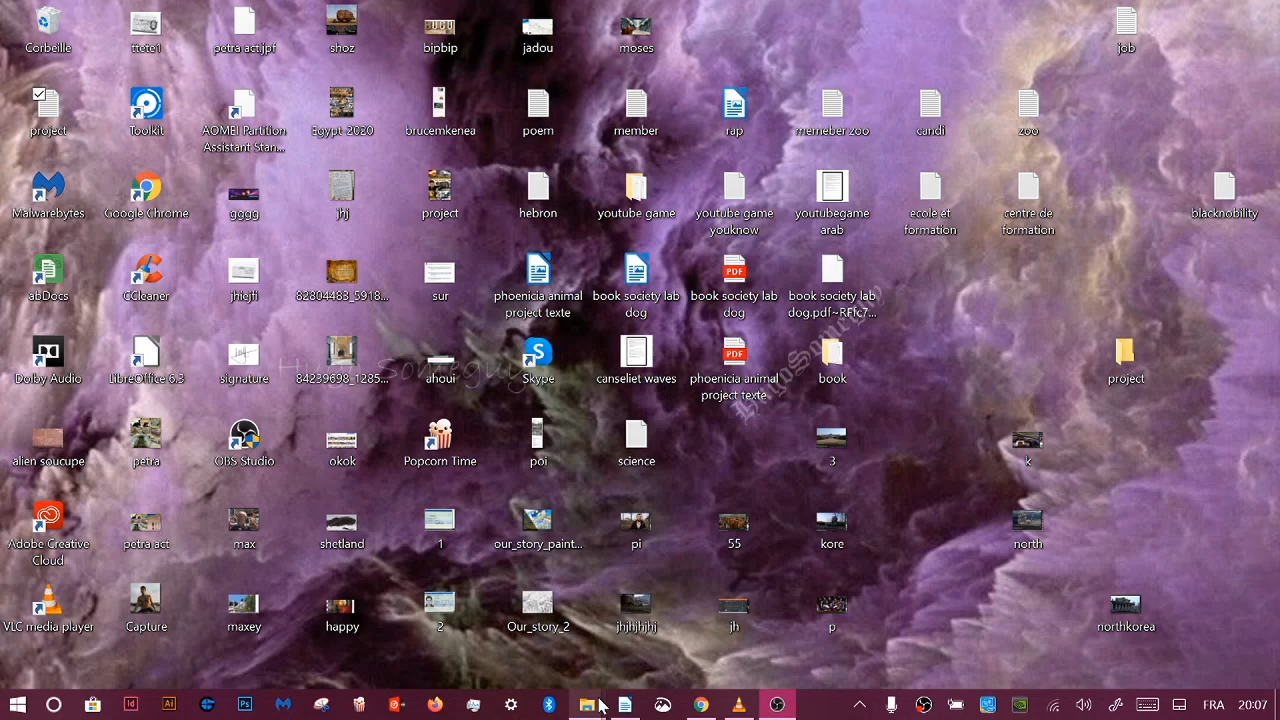 Corbeille
ttete1
petra act.jpf
shoz
bipbip
jadou
moses
job
project
Toolkit
AOMEI Partition
Assistant Stan...
Egypt-2020
brucemkenea
poem
member
rap
memeber zoo
candi
zoo
Malwarebytes
Google Chrome
gggg
jhj
project
hebron
youtube game
youtube game
youknow
youtubegame
arab
ecole et
formation
centre de
formation
blacknobility
abDocs
CCleaner
jhiejfi
82804483_5918...
sur
phoenicia animal
project texte
book society lab
dog
book society lab
dog
book society lab
dog.pdf~RFfc7...
Dolby Audio
LibreOffice 6.3
signature
84239698_1285...
ahoui
Skype
canseliet waves
phoenicia animal
project texte
book
project
alien soucupe
petra
OBS Studio
okok
Popcorn Time
poi
science
3
k
Adobe Creative
Cloud
petra act
max
shetland
1
our_story_paint...
pi
55
kore
north
VLC media player
Capture
maxey
happy
2
Our_story_2
jhjhjhjhj
jh
p
northkorea
FRA
20:07